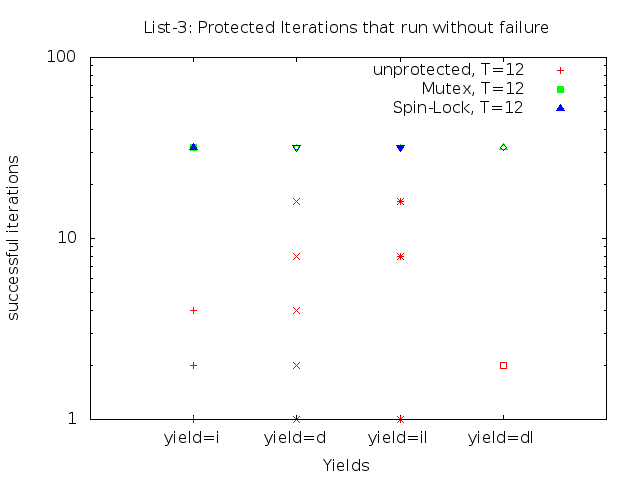 List-3: Protected Iterations that run without failure
100
unprotected, T=12
Mutex, T=12
Spin-Lock, T=12
successful iterations
10
1
yield=i yield=d yield=il yield=dl
Yields